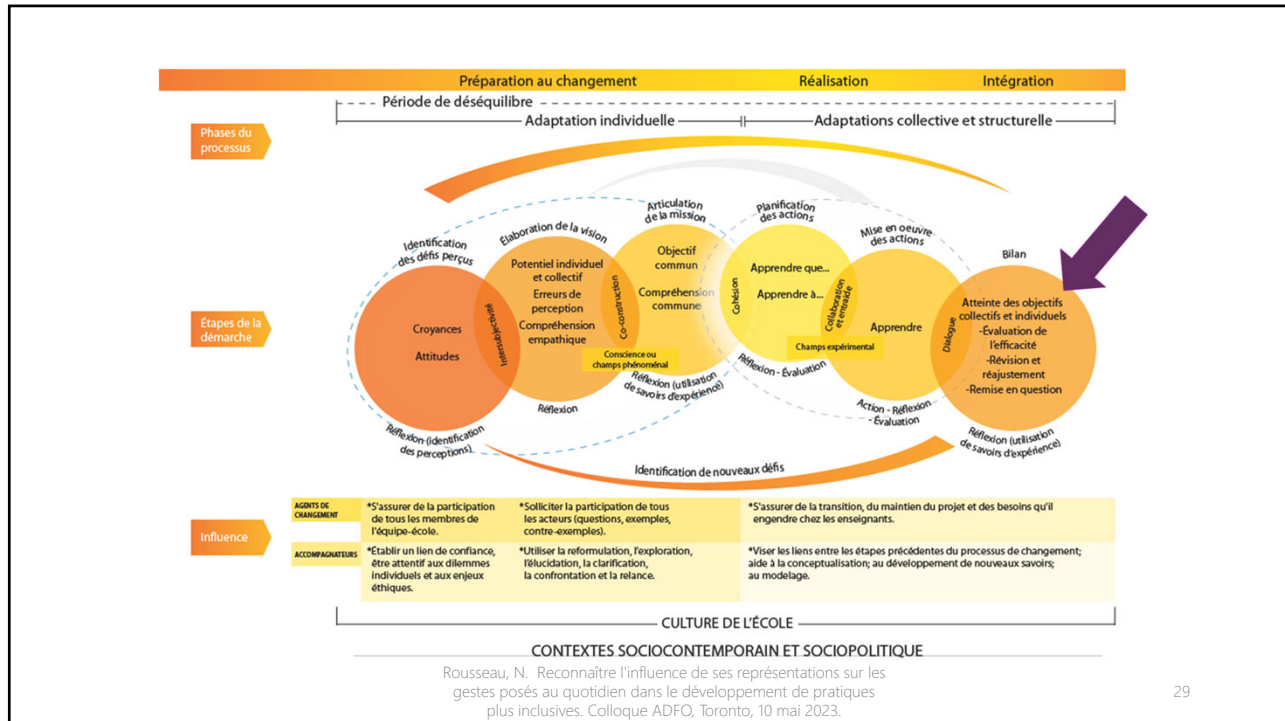 Préparation au changement
Réalisation
Intégration
Période de déséquilibre
Adaptation individuelle
Adaptations collective et structurelle
Phases du
processus
Étapes de la
démarche
Identification
des défis perçus
Croyances
Attitudes
Réflexion (identification
des perceptions)
Intersubjectivité
Élaboration de la vision
Potentiel individuel
et collectif
Erreurs de
perception
Compréhension
empathique
Réflexion
Co-construction
Conscience ou
champs phénoménal
Articulation
de la mission
Objectif
commun
Compréhension
commune
Réflexion (utilisation
de savoirs d'expérience)
Cohésion
Planification
des actions
Apprendre que...
Apprendre à...
Réflexion - Évaluation
Collaboration
et entraide
Champs expérimental
Mise en oeuvre
des actions
Apprendre
Action - Réflexion
- Évaluation
Dialogue
Bilan
Atteinte des objectifs
collectifs et individuels
-Évaluation de
l'efficacité
-Révision et
réajustement
-Remise en question
Réflexion (utilisation
de savoirs d'expérience)
Identification de nouveaux défis
Influence
AGENTS DE
CHANGEMENT
*S'assurer de la participation
de tous les membres de
l'équipe-école.
*Solliciter la participation de tous
les acteurs (questions, exemples,
contre-exemples).
*S'assurer de la transition, du maintien du projet et des besoins qu'il
engendre chez les enseignants.
ACCOMPAGNATEURS
*Établir un lien de confiance,
être attentif aux dilemmes
individuels et aux enjeux
éthiques.
*Utiliser la reformulation, l'exploration,
l'élucidation, la clarification,
la confrontation et la relance.
*Viser les liens entre les étapes précédentes du processus de changement;
aide à la conceptualisation; au développement de nouveaux savoirs;
au modelage.
CULTURE DE L'ÉCOLE
CONTEXTES SOCIOCONTEMPORAIN ET SOCIOPOLITIQUE
Rousseau, N. Reconnaître l'influence de ses représentations sur les
gestes posés au quotidien dans le développement de pratiques
plus inclusives. Colloque ADFO, Toronto, 10 mai 2023.
29